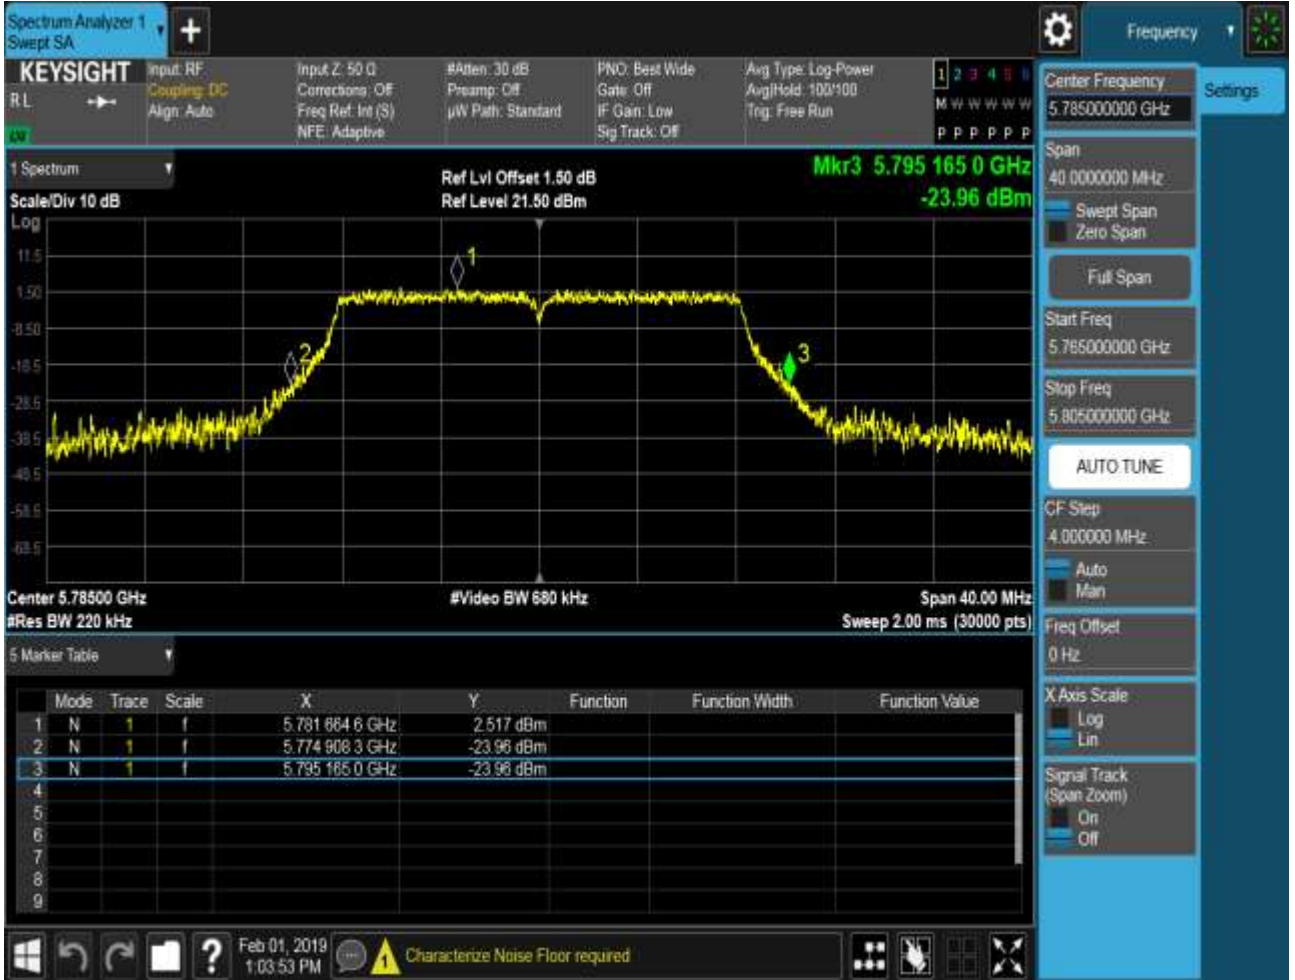 Spectrum Analyzer 1
Swept SA
+
Frequency
KEYSIGHT
RL
Input: RF
Coupling: DC
Align: Auto
Input Z: 50 Ω
Corrections: Off
Freq Ref: Int (S)
NFE: Adaptive
#Atten: 30 dB
Preamp: Off
µW Path: Standard
PNO: Best Wide
Gate: Off
IF Gain: Low
Sig Track: Off
Avg Type: Log-Power
Avg|Hold: 100/100
Trig: Free Run
1 2 3 4 5 6
M W W W W W
P P P P P P
1 Spectrum
Scale/Div 10 dB
Log
Ref Lvl Offset 1.50 dB
Ref Level 21.50 dBm
Mkr3 5.795 165 0 GHz
-23.96 dBm
11.5
1.50
-8.50
-18.5
-28.5
-38.5
-48.5
-58.5
-68.5
1
2
3
Center 5.78500 GHz
#Video BW 680 kHz
Span 40.00 MHz
#Res BW 220 kHz
Sweep 2.00 ms (30000 pts)
5 Marker Table
Mode Trace Scale X Y Function Function Width Function Value
1 N 1 f 5.781 664 6 GHz 2.517 dBm
2 N 1 f 5.774 908 3 GHz -23.96 dBm
3 N 1 f 5.795 165 0 GHz -23.96 dBm
4
5
6
7
8
9
Center Frequency
5.785000000 GHz
Span
40.0000000 MHz
Swept Span
Zero Span
Full Span
Start Freq
5.765000000 GHz
Stop Freq
5.805000000 GHz
AUTO TUNE
CF Step
4.000000 MHz
Auto
Man
Freq Offset
0 Hz
X Axis Scale
Log
Lin
Signal Track
(Span Zoom)
On
Off
Settings
?
Feb 01, 2019
1:03:53 PM
1
Characterize Noise Floor required